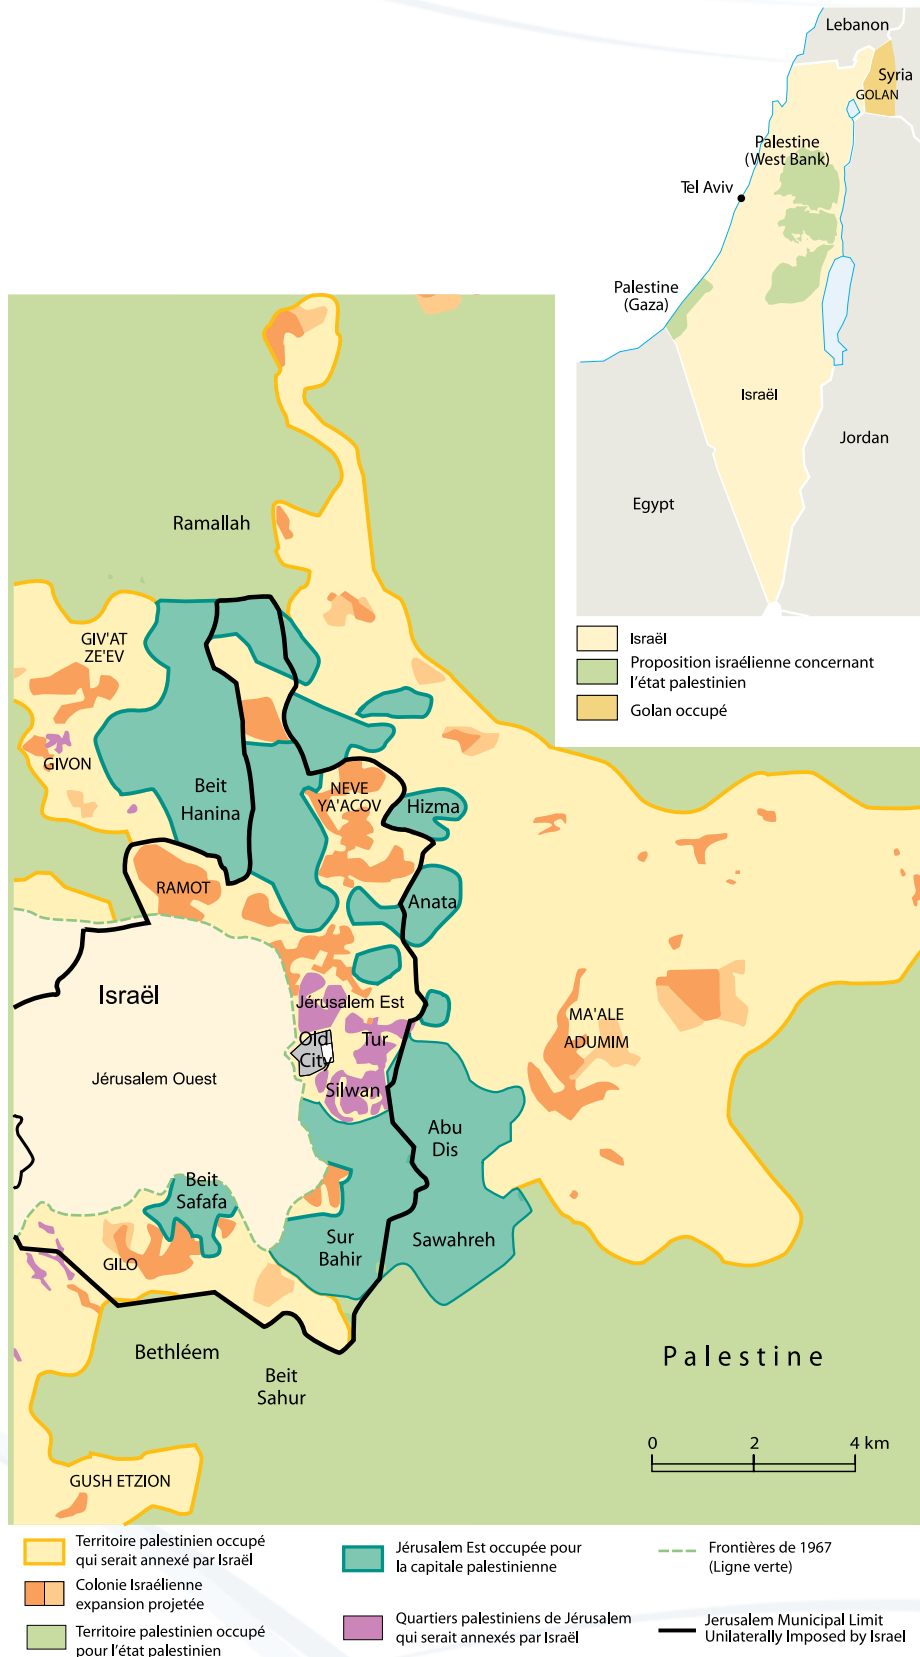 Lebanon
Syria
GOLAN
Palestine
(West Bank)
Tel Aviv
Palestine
(Gaza)
Israël
Jordan
Egypt
Israël
Proposition israélienne concernant
l'état palestinien
Golan occupé
Ramallah
GIV'AT
ZE'EV
GIVON
Beit
Hanina
NEVE
YA'ACOV
Hizma
RAMOT
Anata
Israël
Jérusalem Est
MA'ALE
ADUMIM
Old
City
Tur
Jérusalem Ouest
Silwan
Abu
Dis
Beit
Safafa
Sur
Bahir
Sawahreh
GILO
Bethléem
Palestine
Beit
Sahur
0 2 4 km
GUSH ETZION
Territoire palestinien occupé
qui serait annexé par Israël
Colonie Israélienne
expansion projetée
Territoire palestinien occupé
pour l'état palestinien
Jérusalem Est occupée pour
la capitale palestinienne
Quartiers palestiniens de Jérusalem
qui serait annexés par Israël
Frontières de 1967
(Ligne verte)
Jerusalem Municipal Limit
Unilaterally Imposed by Israel